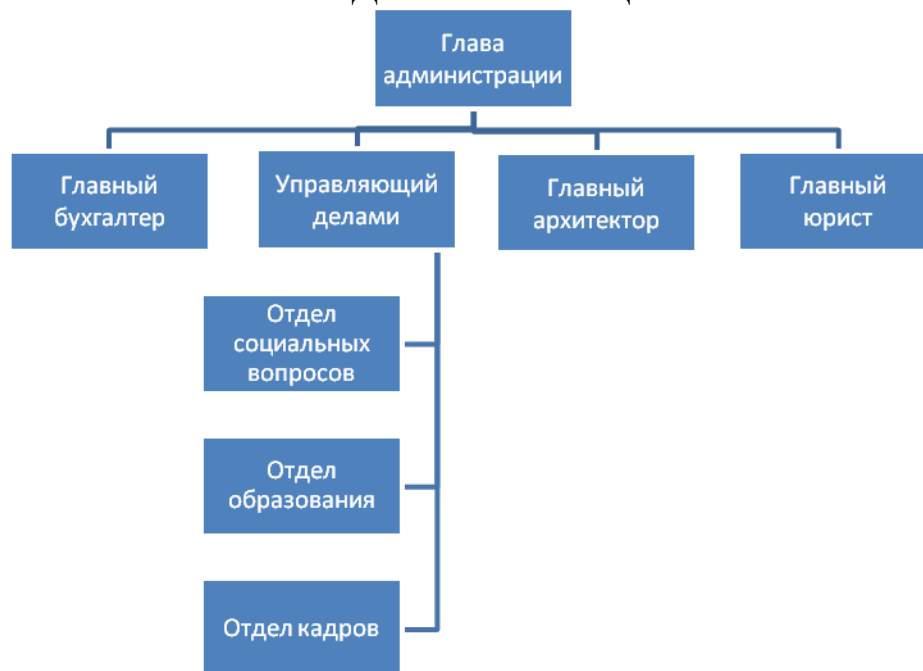 Глава
администрации
Главный
бухгалтер
Управляющий
делами
Главный
архитектор
Главный
юрист
Отдел
социальных
вопросов
Отдел
образования
Отдел кадров